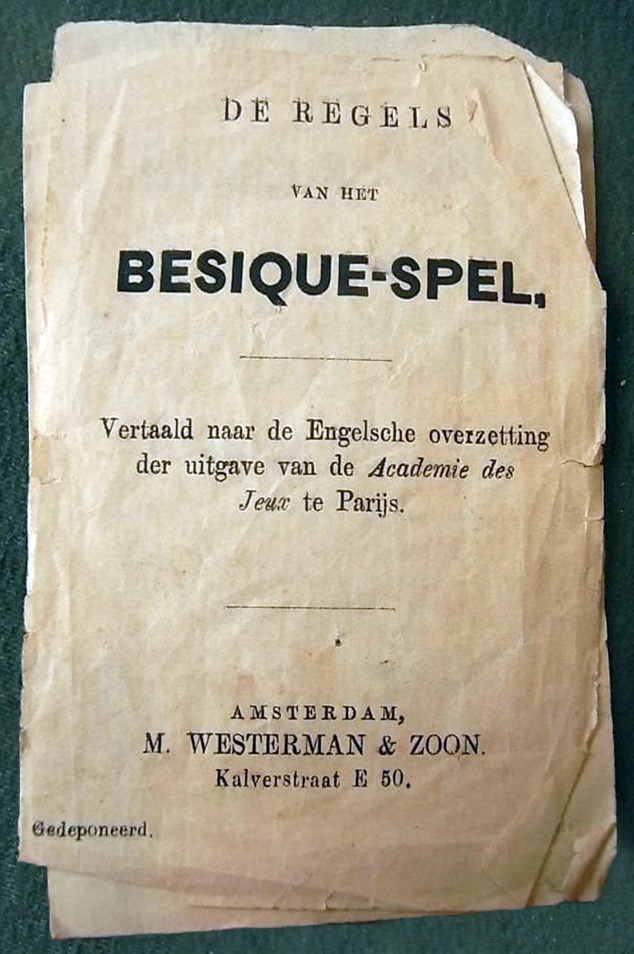 DE REGELS
VAN HET
BESIQUE-SPEL,
Vertaald naar de Engelsche overzetting
der uitgave van de Academie des
Jeux te Parijs.
AMSTERDAM,
M. WESTERMAN & ZOON.
Kalverstraat E 50.
Gedeponeerd.